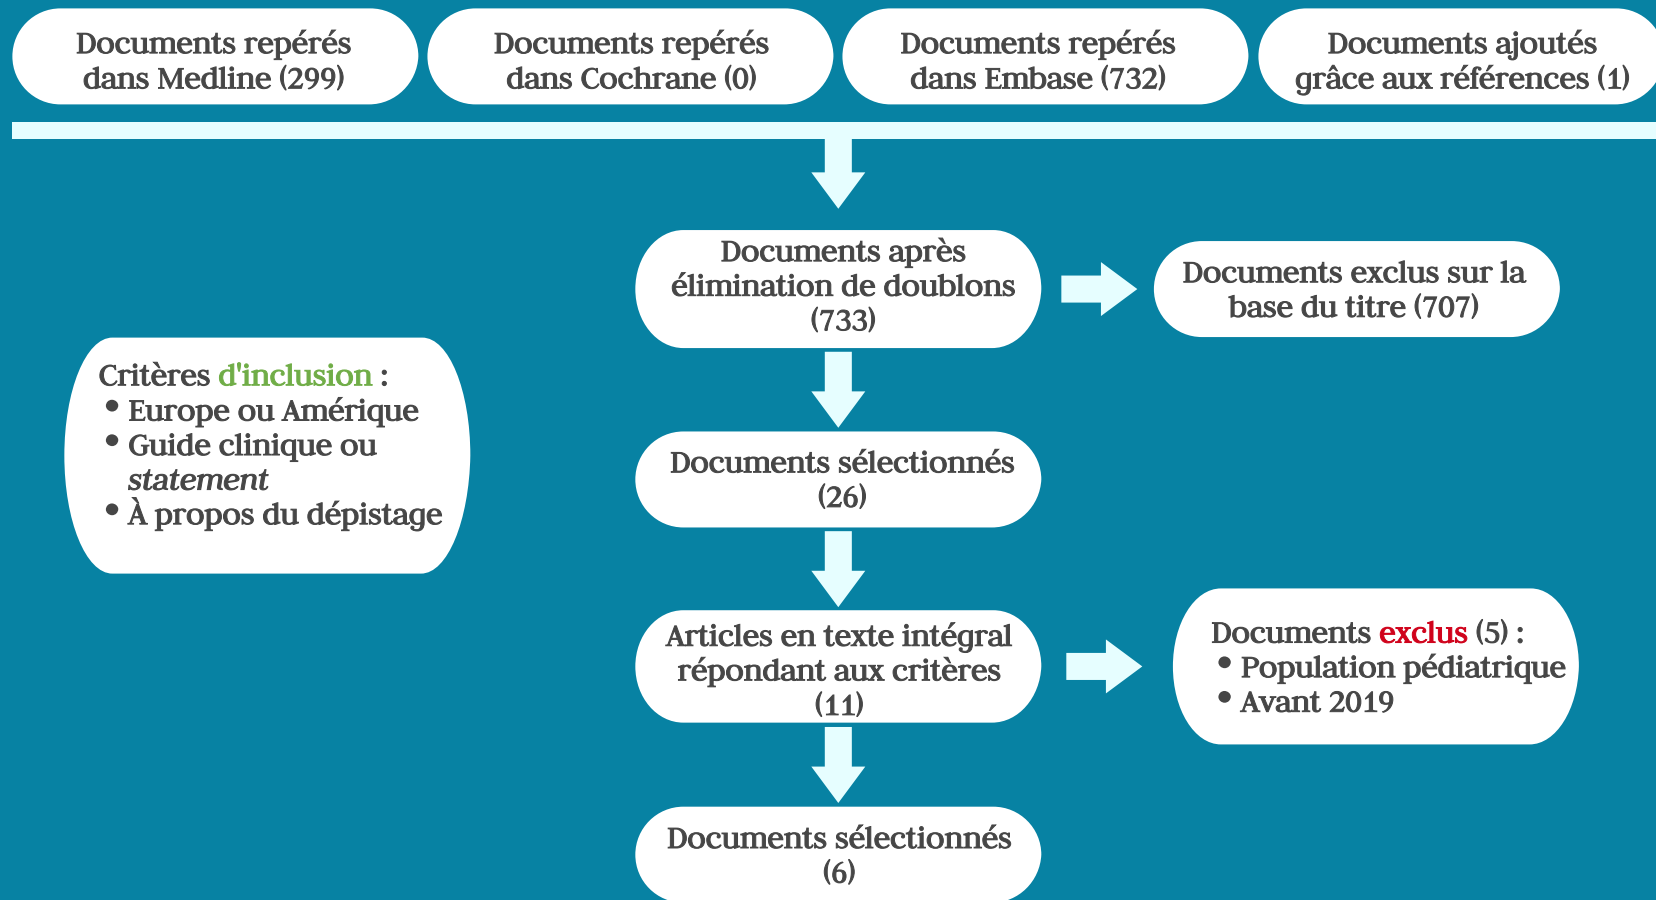 Documents repérés
dans Medline (299)
Documents repérés
dans Cochrane (0)
Documents repérés
dans Embase (732)
Documents ajoutés
grâce aux références (1)
Documents après
élimination de doublons
(733)
Documents exclus sur la
base du titre (707)
Critères d'inclusion :
• Europe ou Amérique
• Guide clinique ou
statement
• À propos du dépistage
Documents sélectionnés
(26)
Articles en texte intégral
répondant aux critères
(11)
Documents exclus (5) :
• Population pédiatrique
• Avant 2019
Documents sélectionnés
(6)